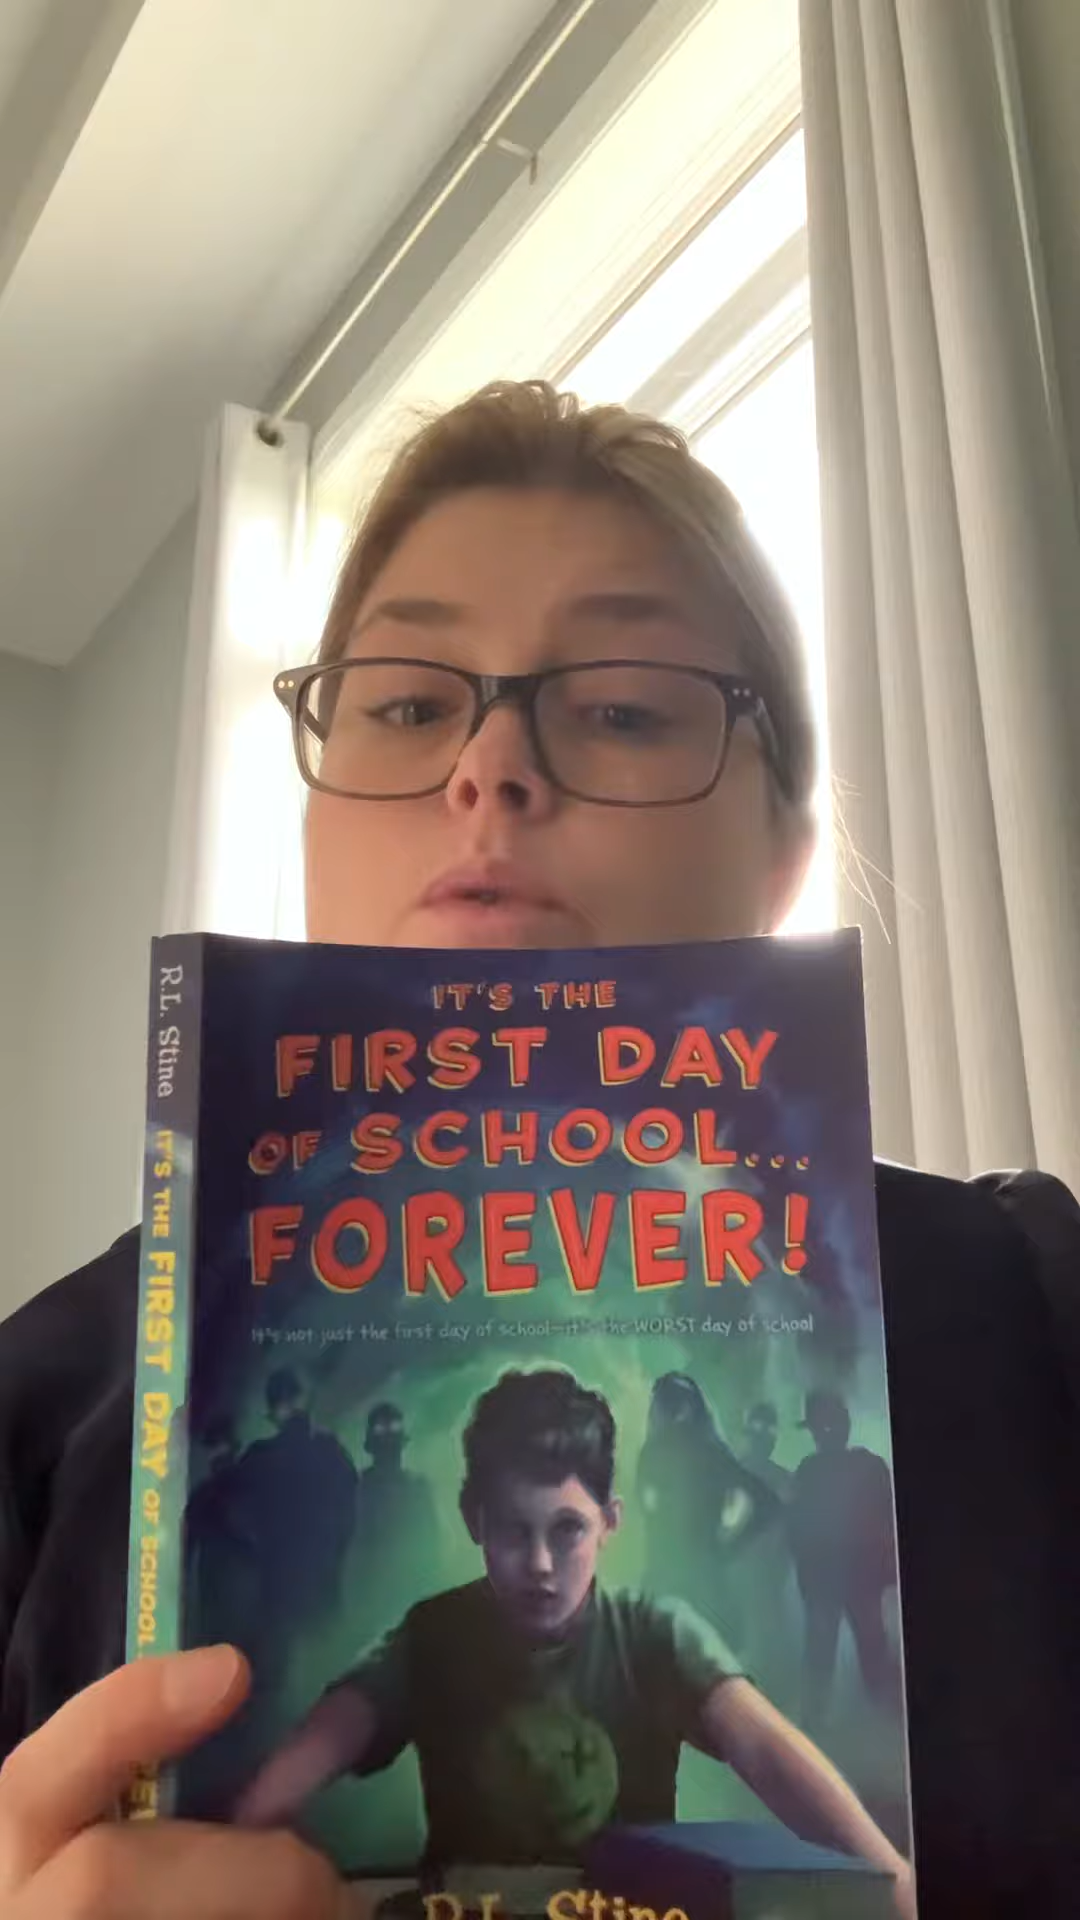 IT'S THE
FIRST DAY
OF SCHOOL...
FOREVER!
It's not just the first day of school—it's the WORST day of school
R.L. Stine
R.L. Stine IT'S THE FIRST DAY OF SCHOOL...